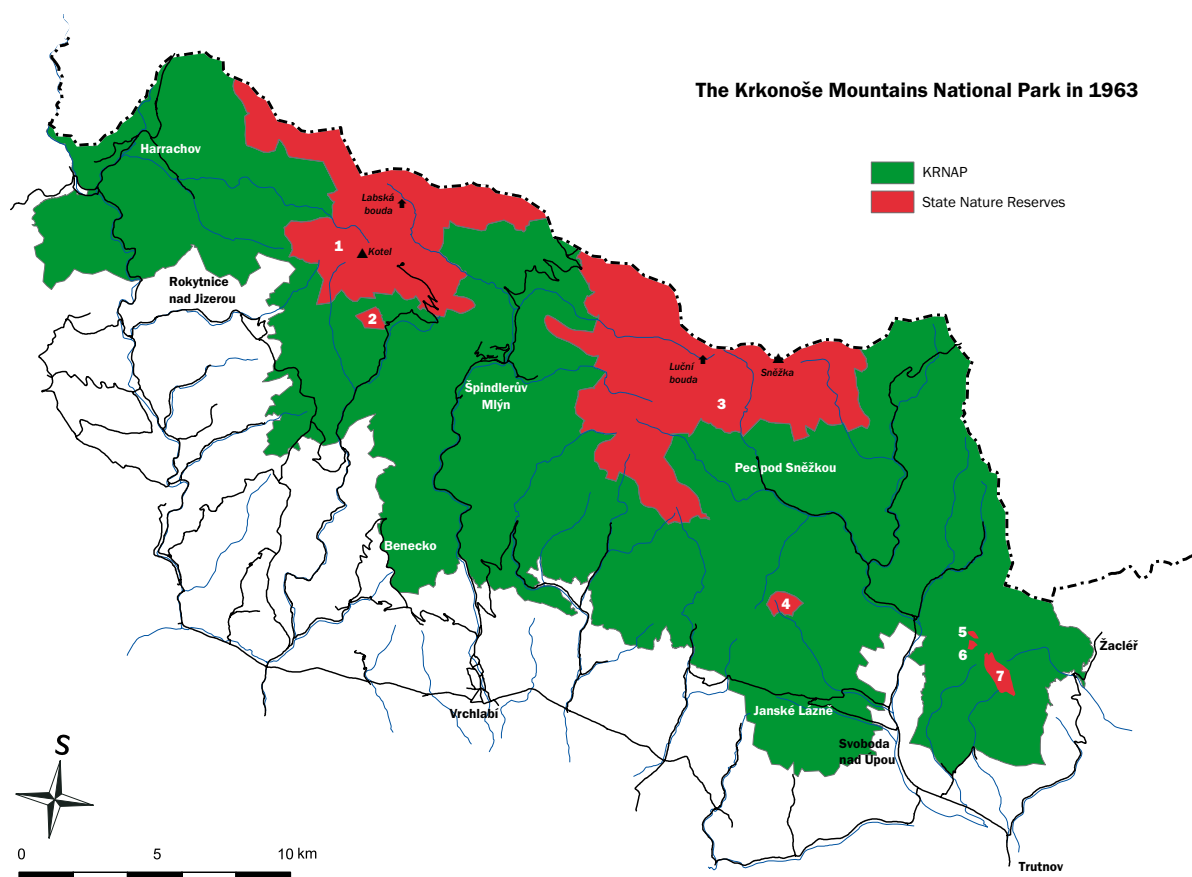 The Krkonoše Mountains National Park in 1963
KRNAP
State Nature Reserves
Harrachov
Labská
bouda
1
Kotel
Rokytnice
nad Jizerou
2
Špindlerův
Mlýn
Luční
bouda
Sněžka
3
Pec pod Sněžkou
Benecko
4
5
6
7
Žacléř
Vrchlabí
Janské Lázně
Svoboda
nad Úpou
Trutnov
S
0 5 10 km